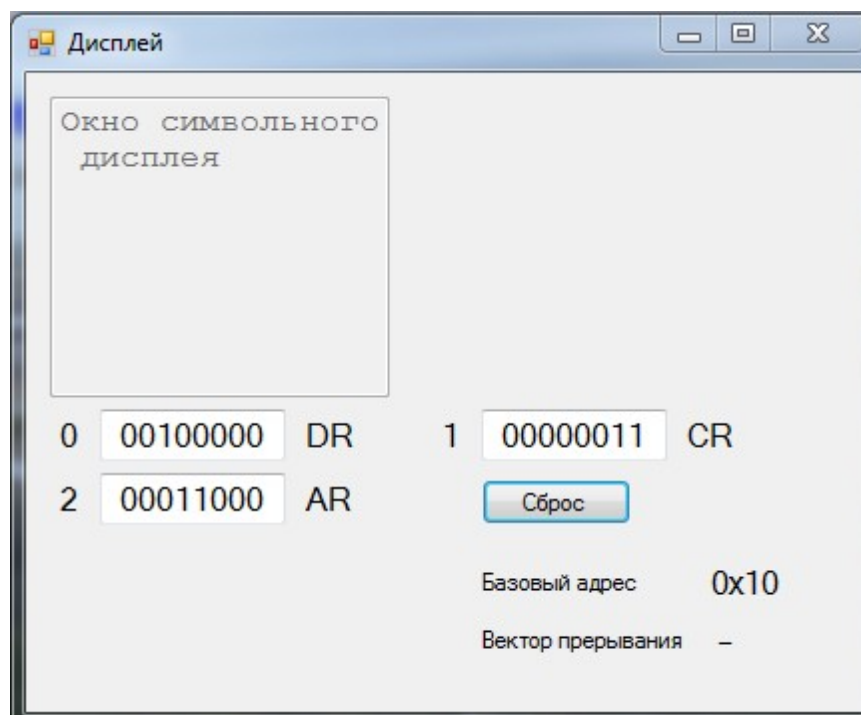 Дисплей
Окно символьного
дисплея
0 00100000 DR 1 00000011 CR
2 00011000 AR Сброс
Базовый адрес 0x10
Вектор прерывания –